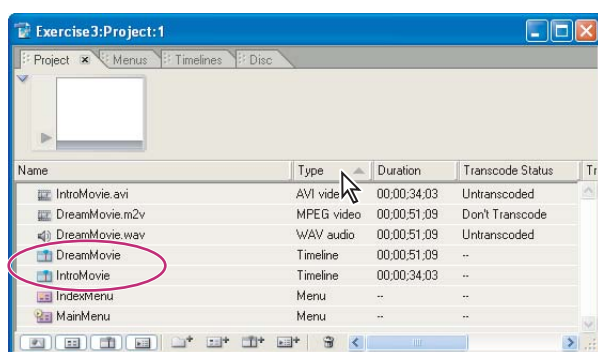 Exercise3:Project:1
Project Menus Timelines Disc
Name Type Duration Transcode Status Tr
IntroMovie.avi AVI vide 00;00;34;03 Untranscoded
DreamMovie.m2v MPEG video 00;00;51;09 Don't Transcode
DreamMovie.wav WAV audio 00;00;51;09 Untranscoded
DreamMovie Timeline 00;00;51;09 --
IntroMovie Timeline 00;00;34;03 --
IndexMenu Menu -- --
MainMenu Menu -- --